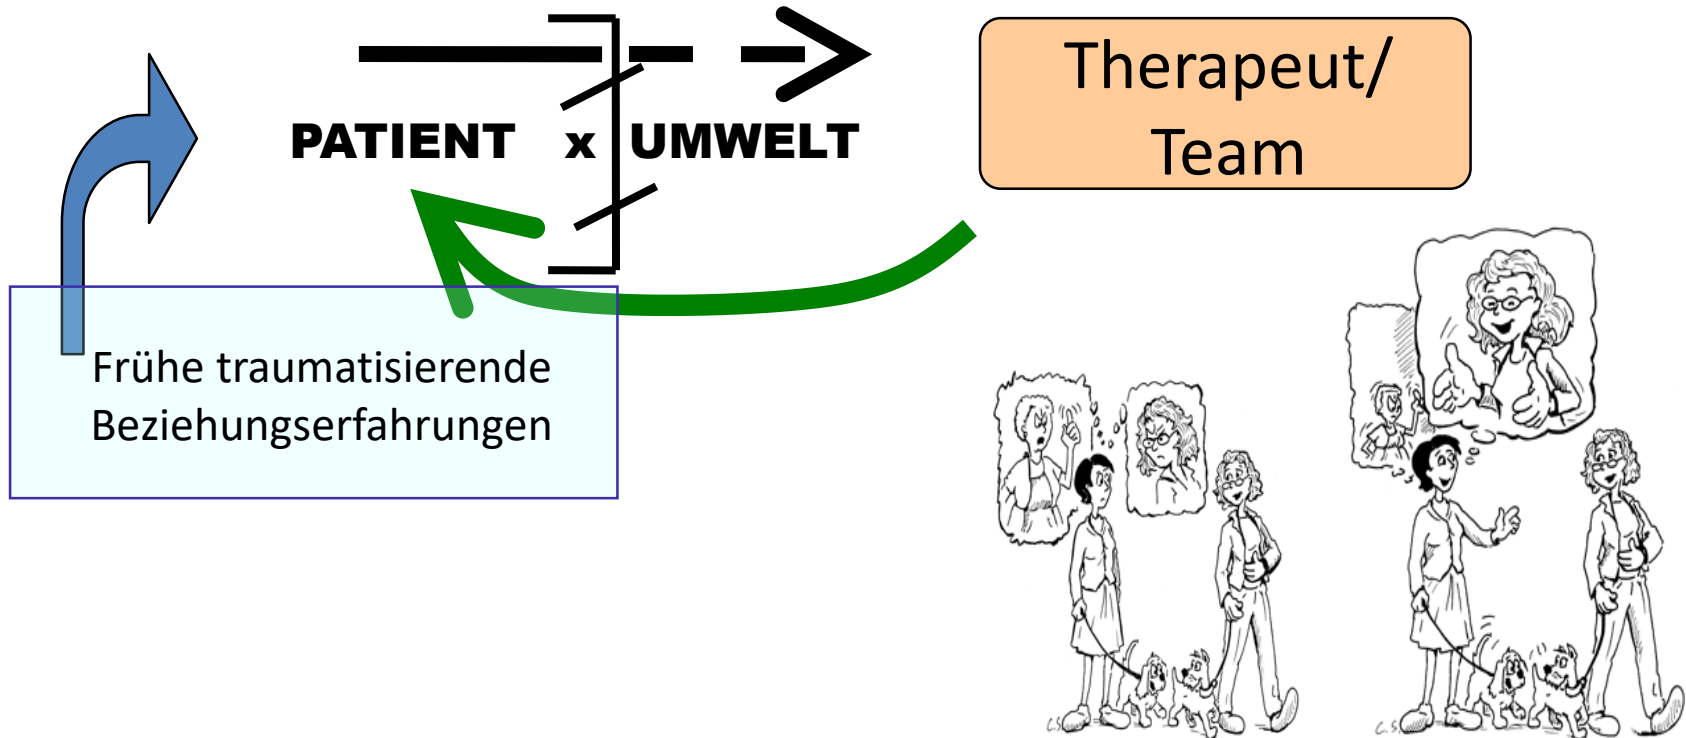 PATIENT x UMWELT
Therapeut/
Team
Frühe traumatisierende
Beziehungserfahrungen
C.S.
C.S.